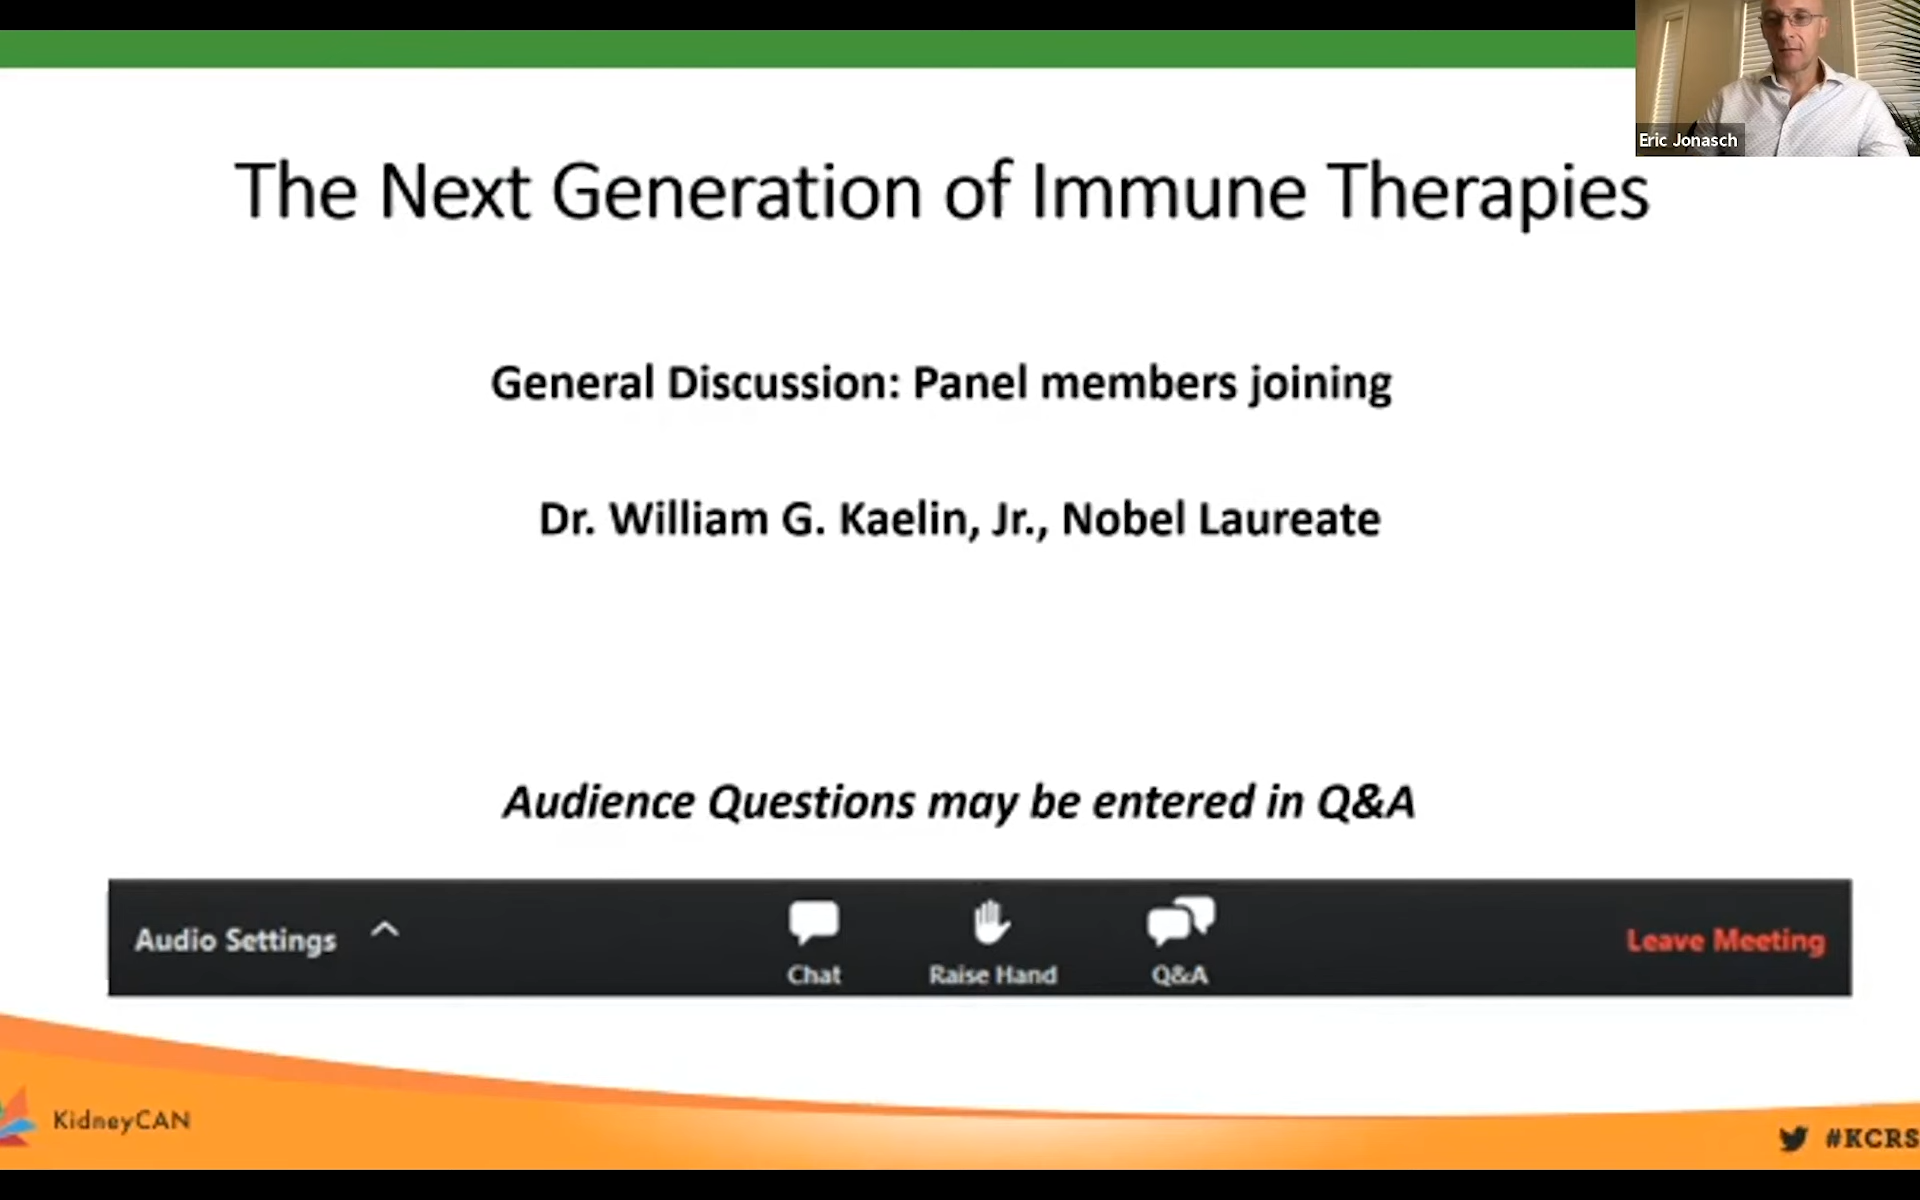 Eric Jonasch
The Next Generation of Immune Therapies
General Discussion: Panel members joining
Dr. William G. Kaelin, Jr., Nobel Laureate
Audience Questions may be entered in Q&A
Audio Settings
Chat
Raise Hand
Q&A
Leave Meeting
KidneyCAN
#KCRS